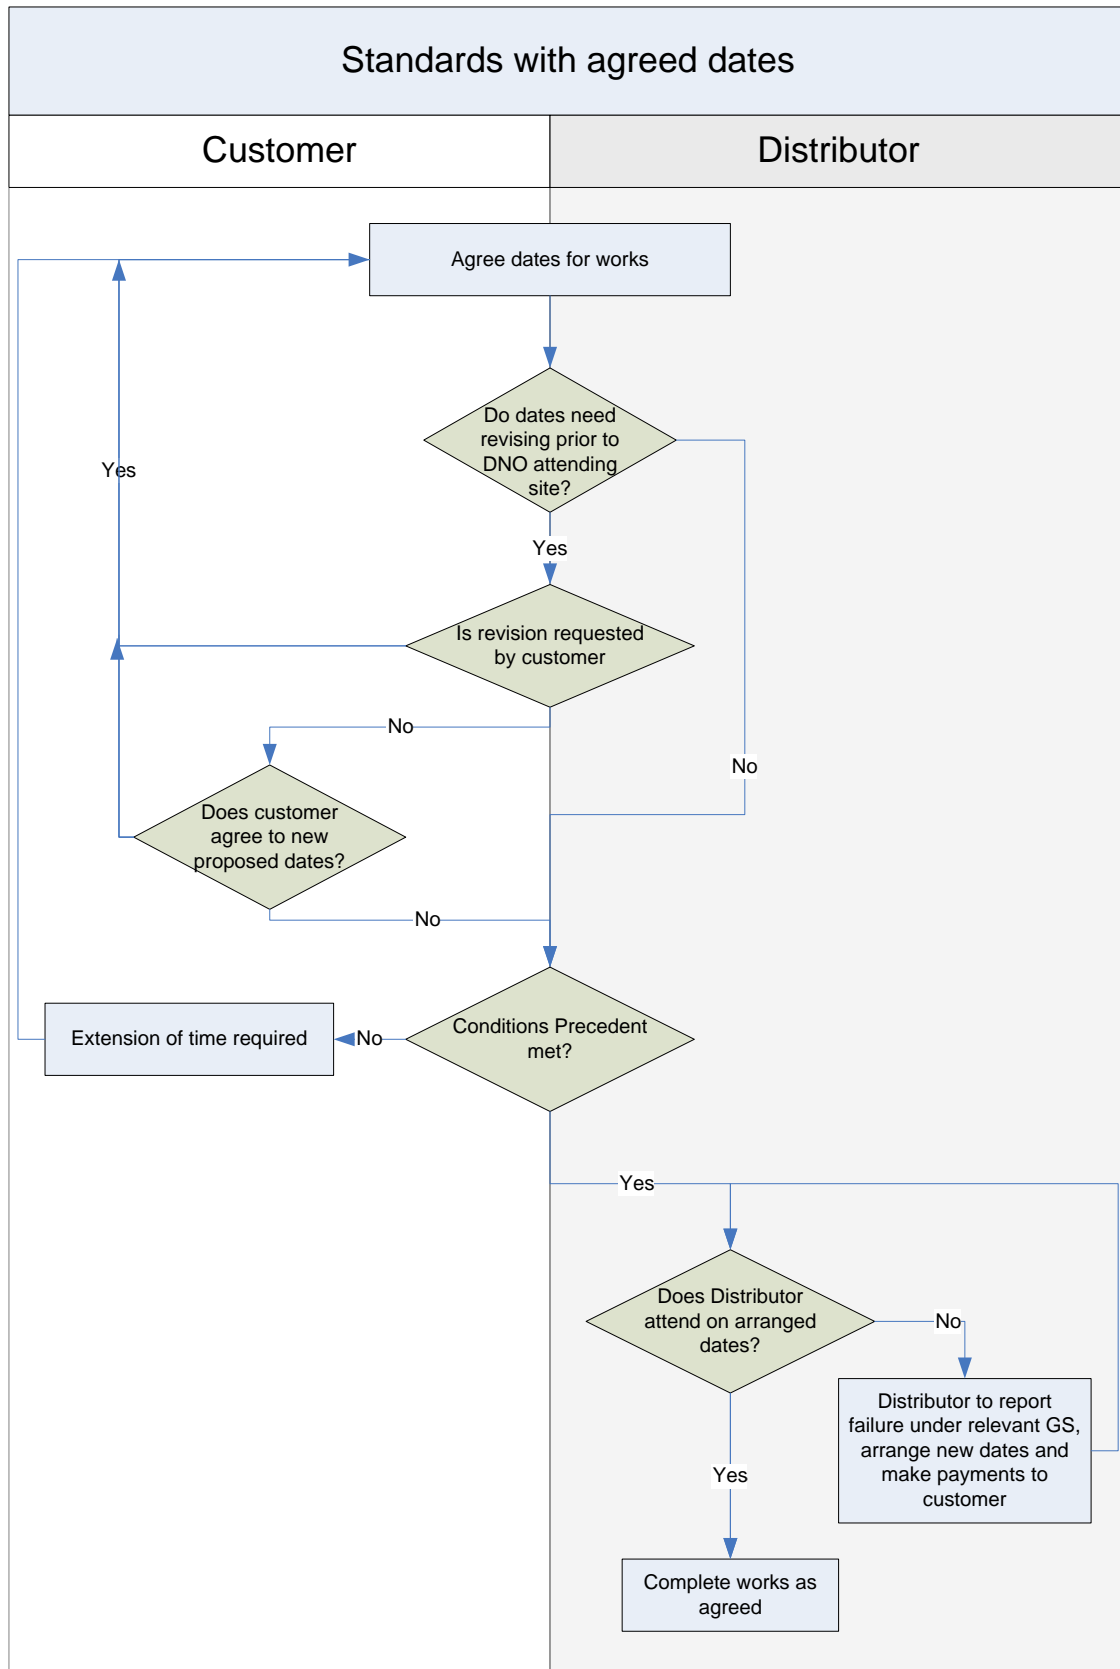 Standards with agreed dates
Customer
Distributor
Agree dates for works
Do dates need
revising prior to
DNO attending
site?
Yes
Yes
Is revision requested
by customer
No
No
Does customer
agree to new
proposed dates?
No
Conditions Precedent
met?
No
Extension of time required
Yes
Does Distributor
attend on arranged
dates?
No
Distributor to report
failure under relevant GS,
arrange new dates and
make payments to
customer
Yes
Complete works as
agreed